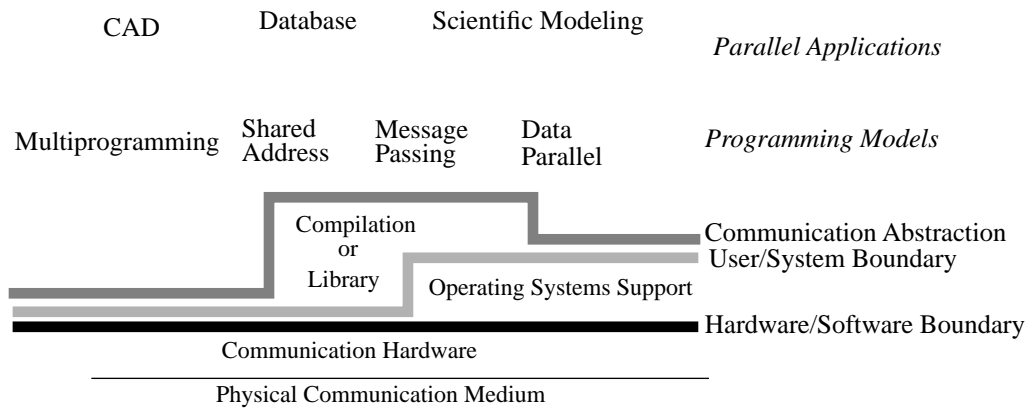 CAD
Database
Scientific Modeling
Parallel Applications
Multiprogramming
Shared
Address
Message
Passing
Data
Parallel
Programming Models
Compilation
or
Library
Communication Abstraction
User/System Boundary
Operating Systems Support
Hardware/Software Boundary
Communication Hardware
Physical Communication Medium